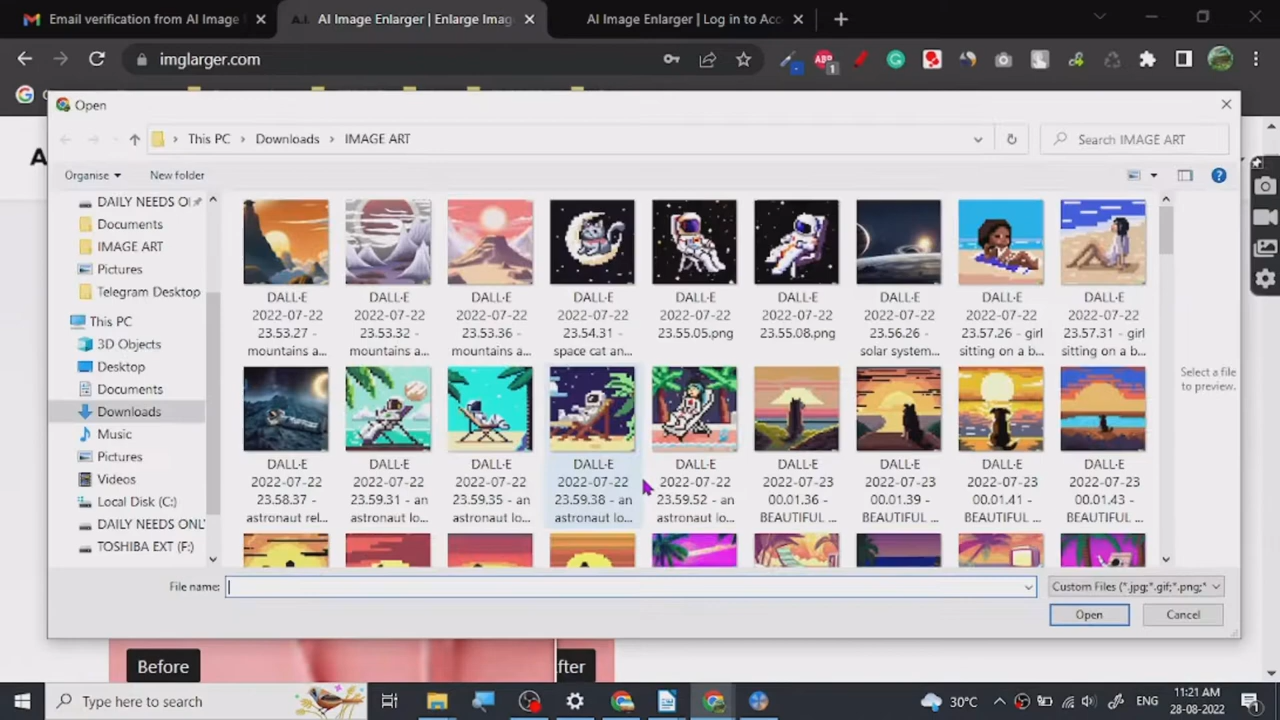 Email verification from AI Image
AI Image Enlarger | Enlarge Imag
AI Image Enlarger | Log in to Acc
imglarger.com
ABP
1
Open
This PC
Downloads
IMAGE ART
Search IMAGE ART
Organise
New folder
DAILY NEEDS O
Documents
IMAGE ART
Pictures
Telegram Desktop
This PC
3D Objects
Desktop
Documents
Downloads
Music
Pictures
Videos
Local Disk (C:)
DAILY NEEDS ONL
TOSHIBA EXT (F:)
DALL·E
2022-07-22
23.53.27 -
mountains a...
DALL·E
2022-07-22
23.53.32 -
mountains a...
DALL·E
2022-07-22
23.53.36 -
mountains a...
DALL·E
2022-07-22
23.54.31 -
space cat an...
DALL·E
2022-07-22
23.55.05.png
DALL·E
2022-07-22
23.55.08.png
DALL·E
2022-07-22
23.56.26 -
solar system...
DALL·E
2022-07-22
23.57.26 - girl
sitting on a b...
DALL·E
2022-07-22
23.57.31 - girl
sitting on a b...
Select a file
to preview.
DALL·E
2022-07-22
23.58.37 -
astronaut rel...
DALL·E
2022-07-22
23.59.31 - an
astronaut lo...
DALL·E
2022-07-22
23.59.35 - an
astronaut lo...
DALL·E
2022-07-22
23.59.38 - an
astronaut lo...
DALL·E
2022-07-22
23.59.52 - an
astronaut lo...
DALL·E
2022-07-23
00.01.36 -
BEAUTIFUL ...
DALL·E
2022-07-23
00.01.39 -
BEAUTIFUL ...
DALL·E
2022-07-23
00.01.41 -
BEAUTIFUL ...
DALL·E
2022-07-23
00.01.43 -
BEAUTIFUL ...
File name:
Custom Files (*.jpg;*.gif;*.png;*
Open
Cancel
Before
fter
Type here to search
30°C
ENG
11:21 AM
28-08-2022
1